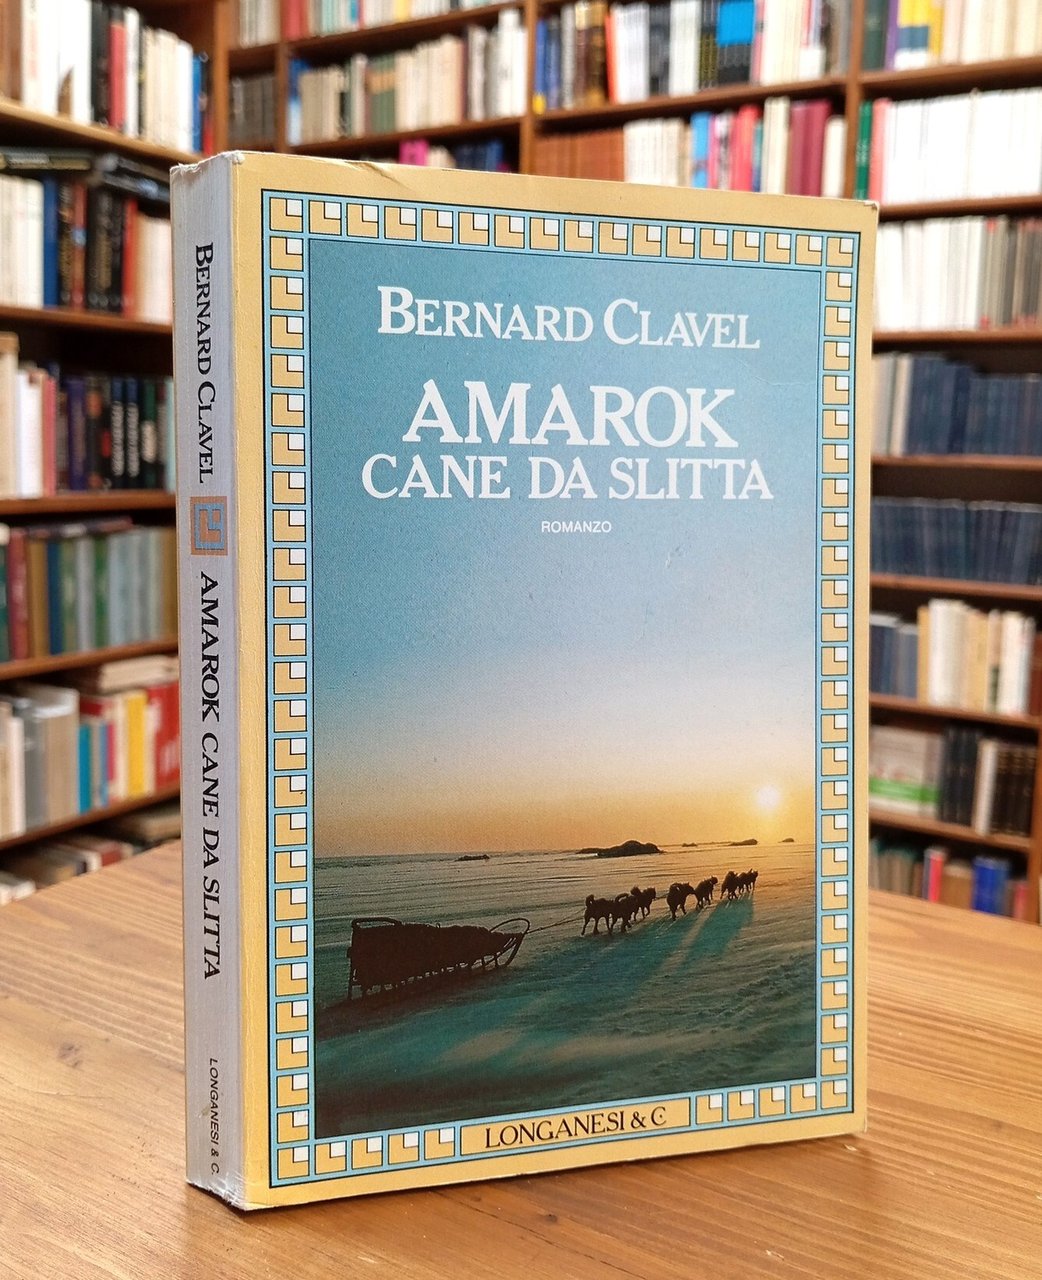 BERNARD CLAVEL
AMAROK
CANE DA SLITTA
ROMANZO
LONGANESI & C.
BERNARD CLAVEL
AMAROK CANE DA SLITTA
LONGANESI & C.